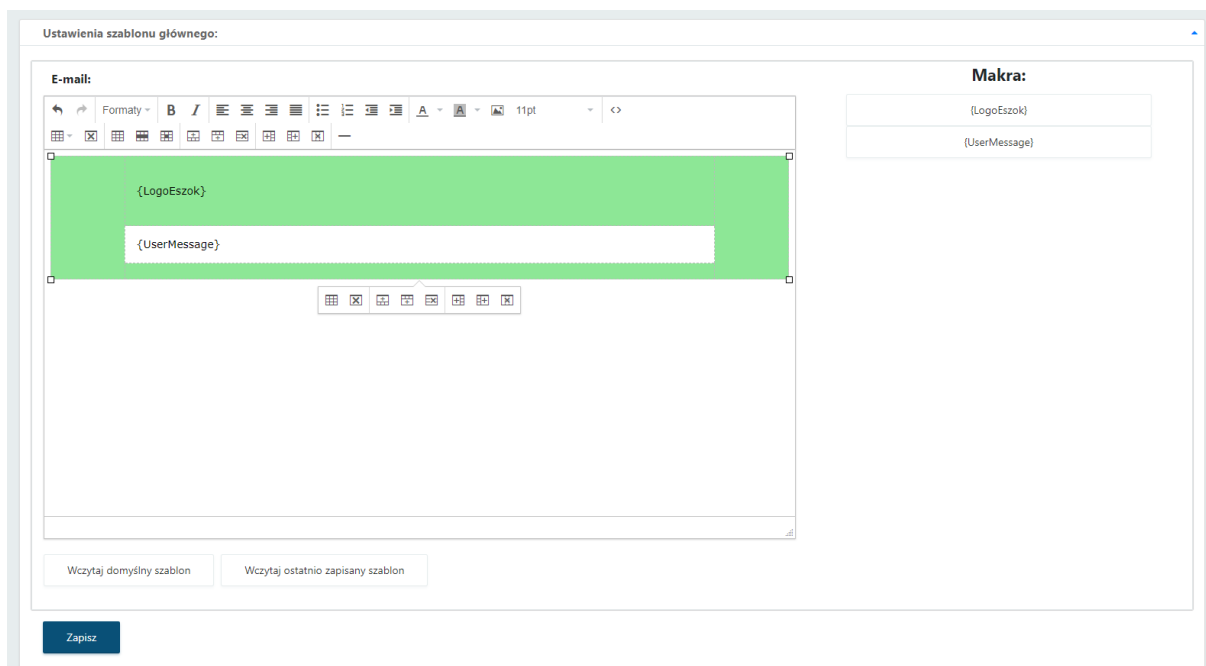 Ustawienia szablonu głównego:
E-mail:
Makra:
Formaty
B I
A
A
11pt
<>
{LogoEszok}
{UserMessage}
{LogoEszok}
{UserMessage}
Wczytaj domyślny szablon
Wczytaj ostatnio zapisany szablon
Zapisz